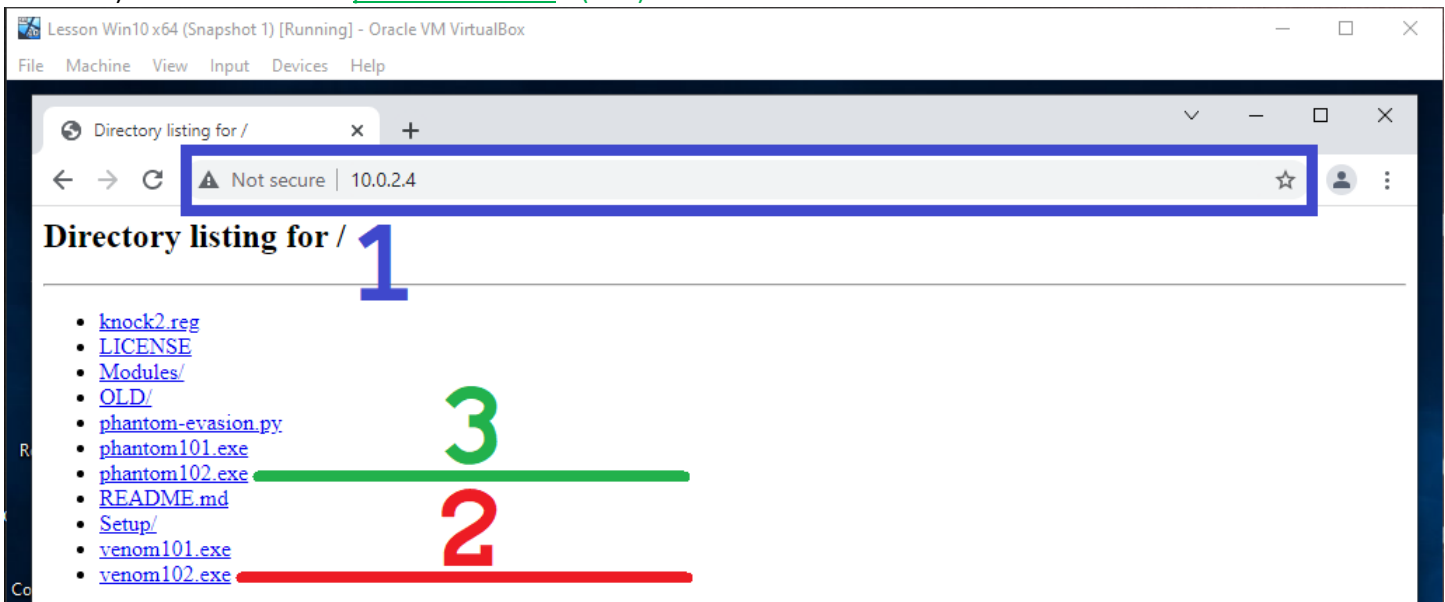 Lesson Win10 x64 (Snapshot 1) [Running] - Oracle VM VirtualBox
File Machine View Input Devices Help
Directory listing for /
Not secure 10.0.2.4
Directory listing for /
1
knock2.reg
LICENSE
Modules/
OLD/
phantom-evasion.py
3
phantom101.exe
phantom102.exe
README.md
2
Setup/
venom101.exe
venom102.exe